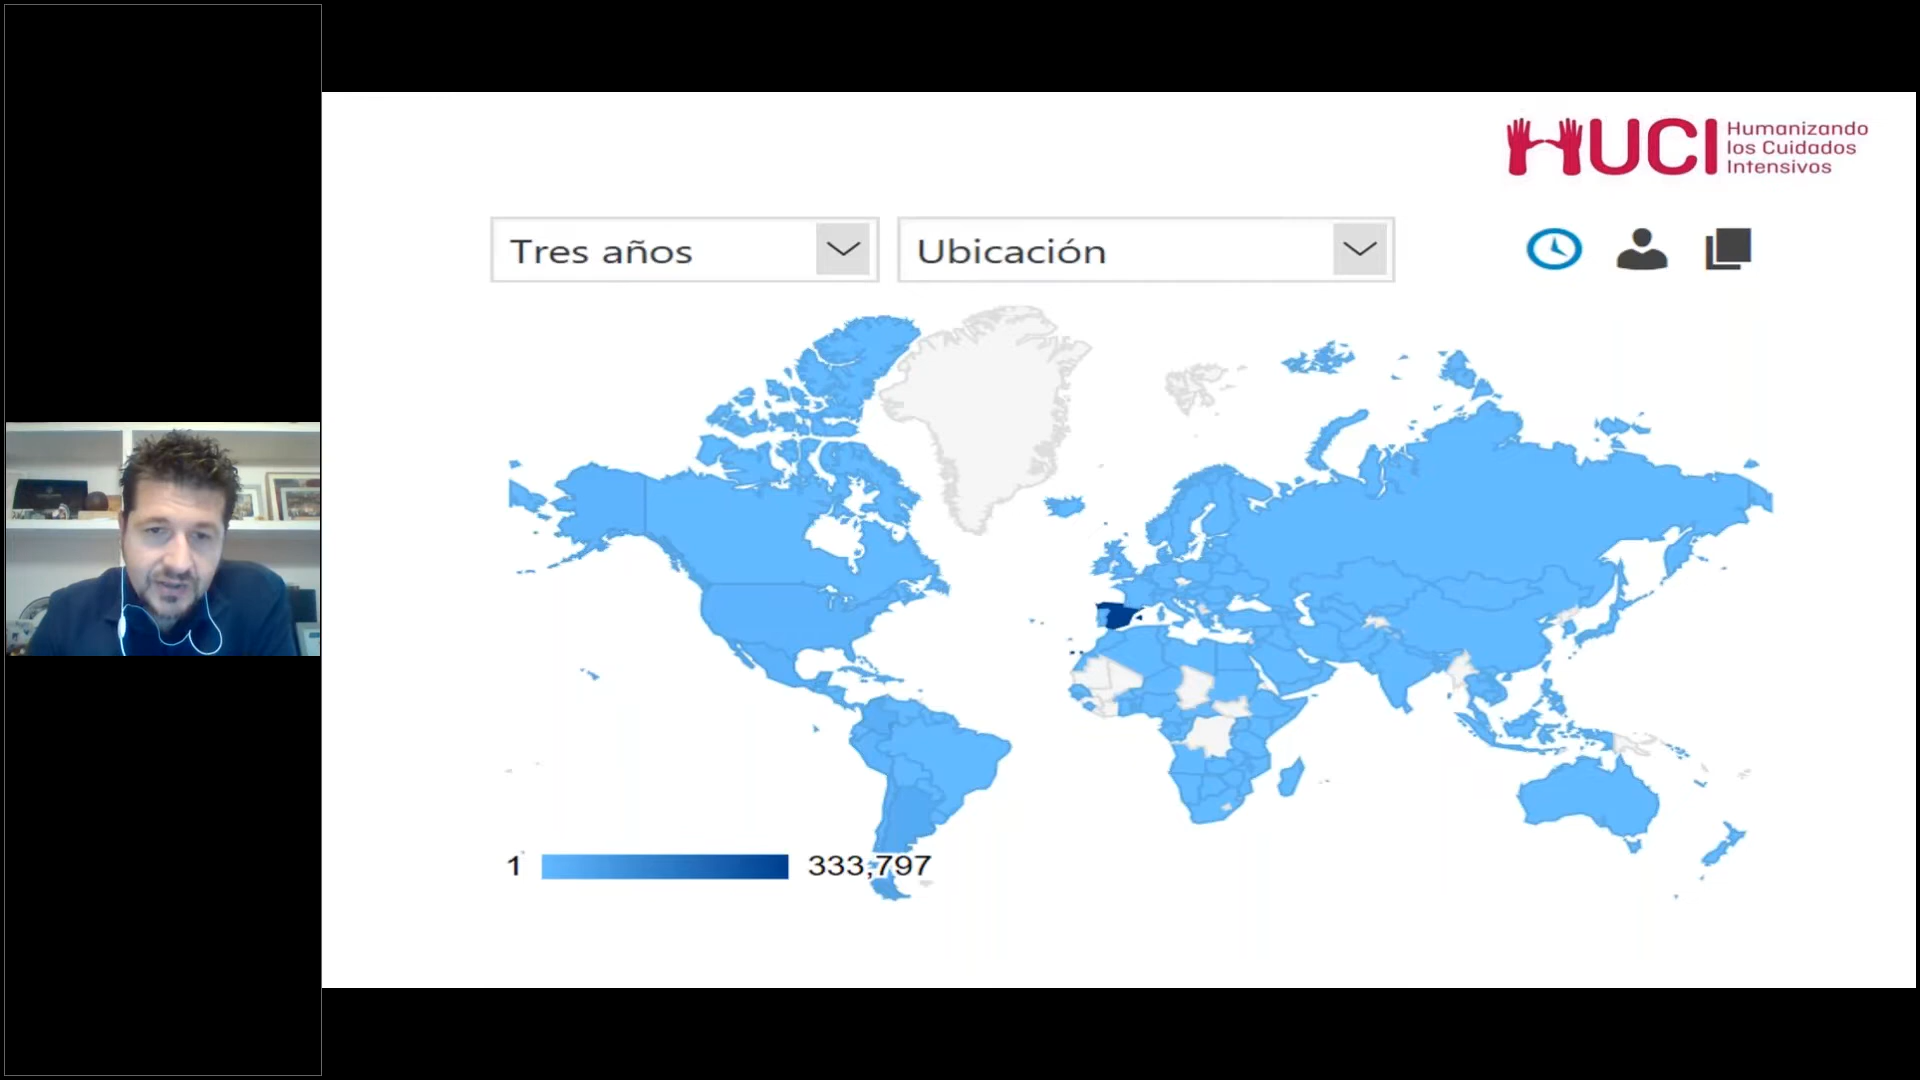 HUCI
Humanizando
los Cuidados
Intensivos
Tres años
Ubicación
1
333,797